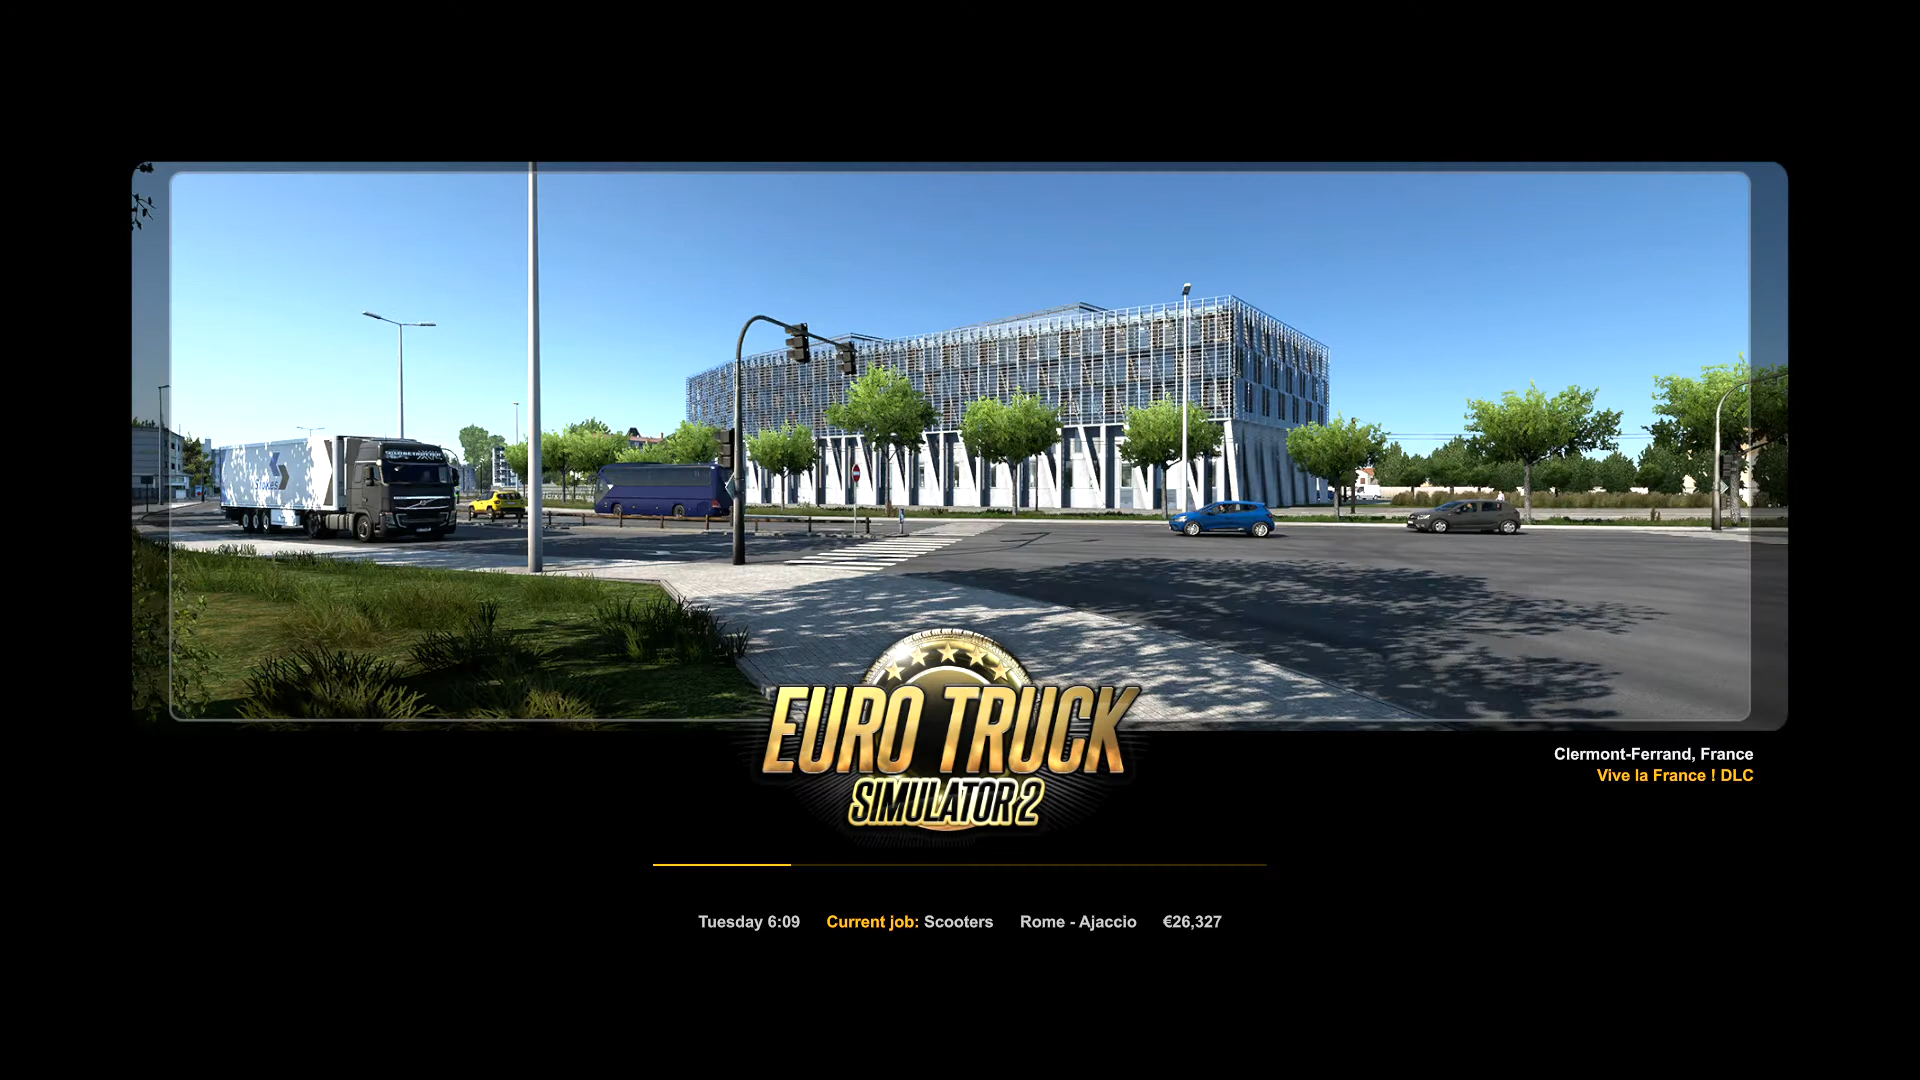 EURO TRUCK
SIMULATOR 2
Clermont-Ferrand, France
Vive la France ! DLC
Tuesday 6:09 Current job: Scooters Rome - Ajaccio €26,327